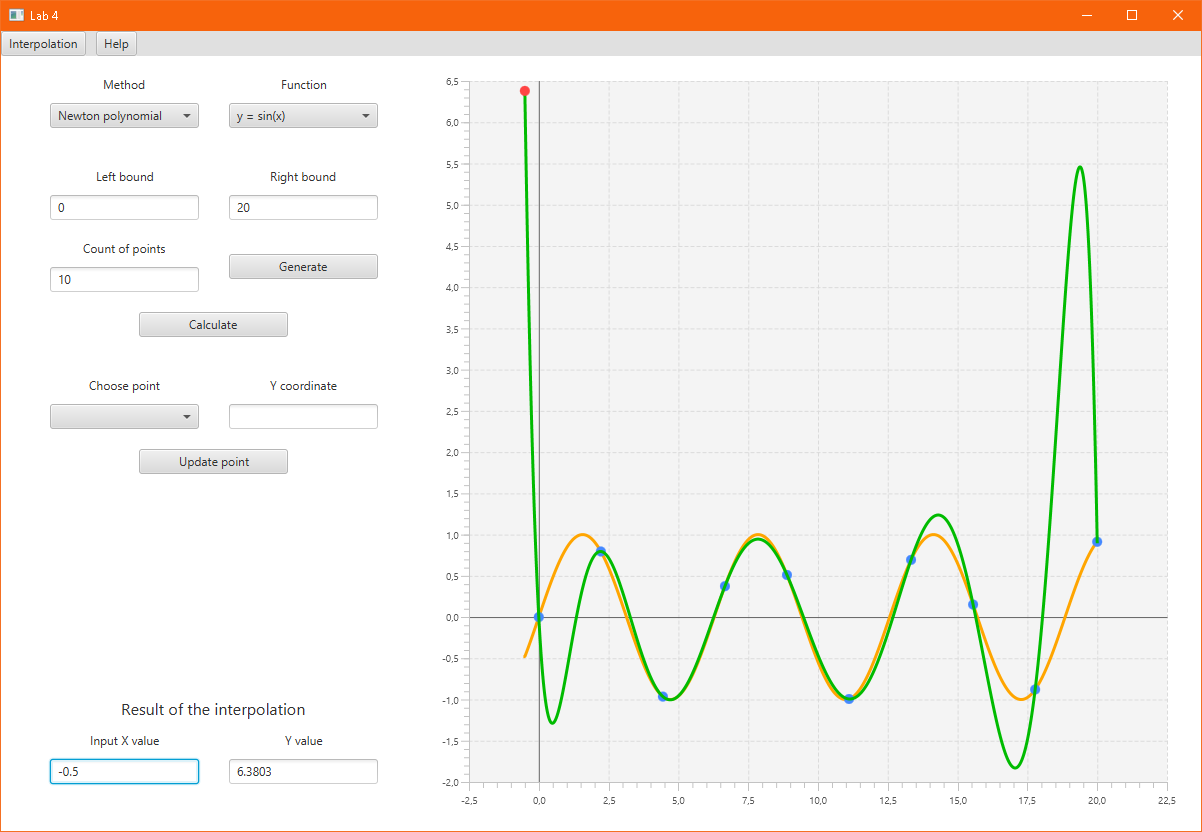 Lab 4
Interpolation Help
Method Function
Newton polynomial y = sin(x)
Left bound Right bound
0 20
Count of points
10 Generate
Calculate
Choose point Y coordinate
Update point
Result of the interpolation
Input X value Y value
-0.5 6.3803
6,5
6,0
5,5
5,0
4,5
4,0
3,5
3,0
2,5
2,0
1,5
1,0
0,5
0,0
-0,5
-1,0
-1,5
-2,0
-2,5 0,0 2,5 5,0 7,5 10,0 12,5 15,0 17,5 20,0 22,5